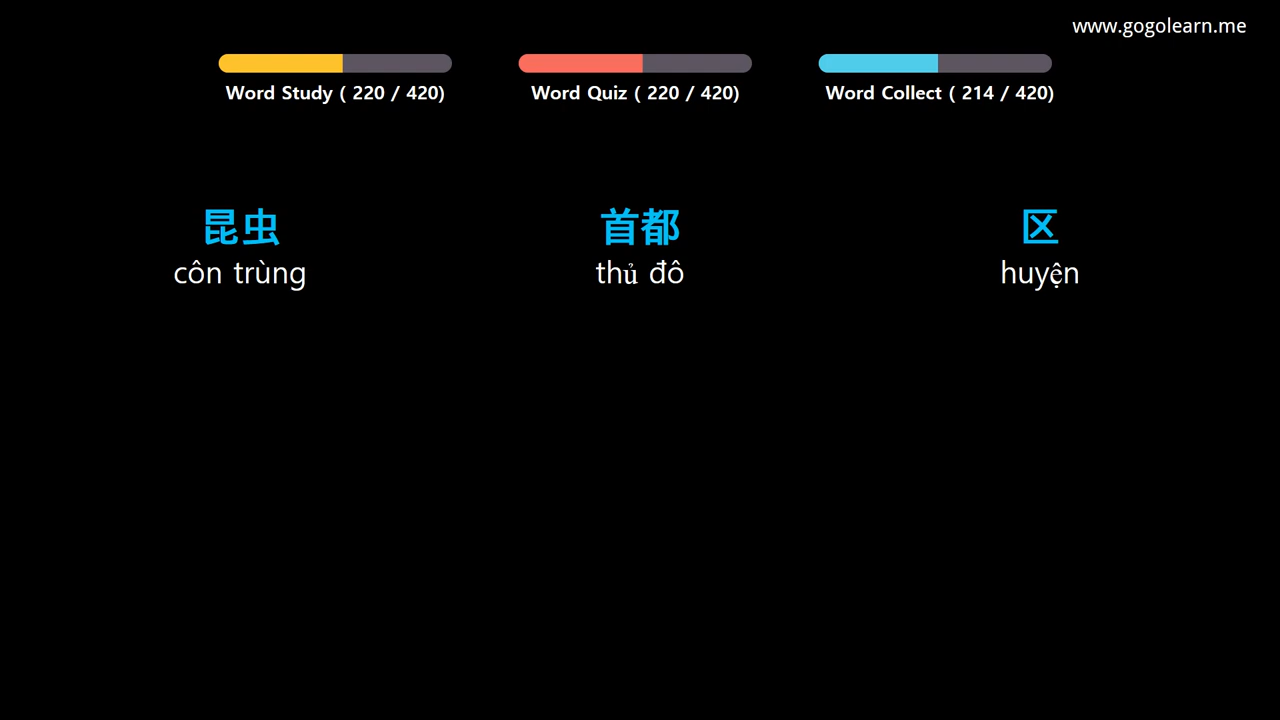 www.gogolearn.me
Word Study ( 220 / 420)
Word Quiz ( 220 / 420)
Word Collect ( 214 / 420)
昆虫
côn trùng
首都
thủ đô
区
huyện